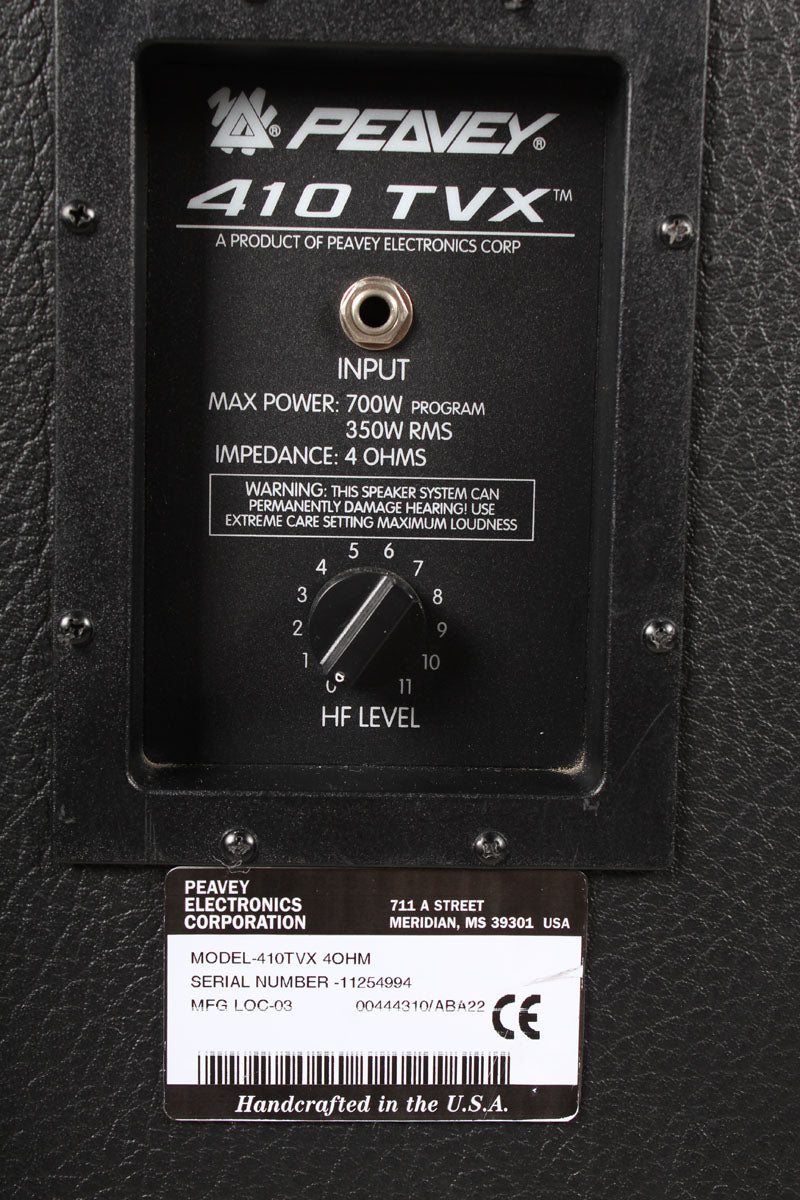 PEAVEY®
410 TVX™
A PRODUCT OF PEAVEY ELECTRONICS CORP
INPUT
MAX POWER: 700W PROGRAM
350W RMS
IMPEDANCE: 4 OHMS
WARNING: THIS SPEAKER SYSTEM CAN
PERMANENTLY DAMAGE HEARING! USE
EXTREME CARE SETTING MAXIMUM LOUDNESS
0 1 2 3 4 5 6 7 8 9 10 11
HF LEVEL
PEAVEY
ELECTRONICS
CORPORATION
711 A STREET
MERIDIAN, MS 39301 USA
MODEL-410TVX 4OHM
SERIAL NUMBER -11254994
MFG LOC-03 00444310/ABA22 CE
Handcrafted in the U.S.A.